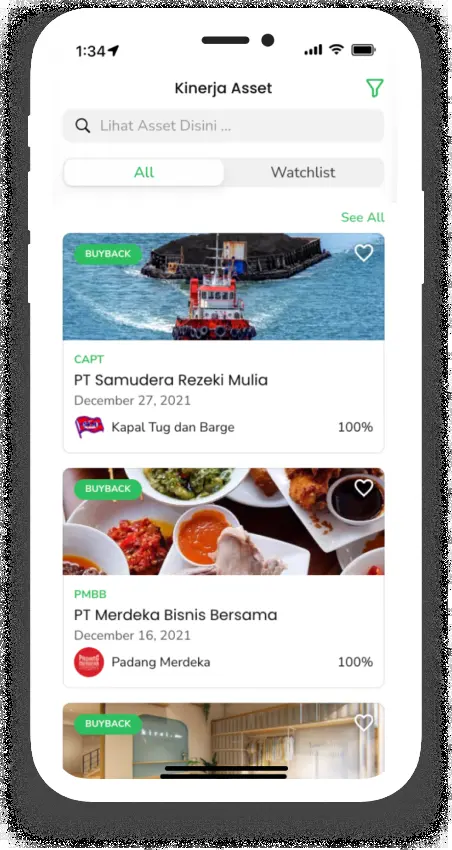 1:34
Kinerja Asset
Lihat Asset Disini ...
All
Watchlist
See All
BUYBACK
CAPT
PT Samudera Rezeki Mulia
December 27, 2021
Kapal Tug dan Barge
100%
BUYBACK
PMBB
PT Merdeka Bisnis Bersama
December 16, 2021
Padang Merdeka
100%
BUYBACK